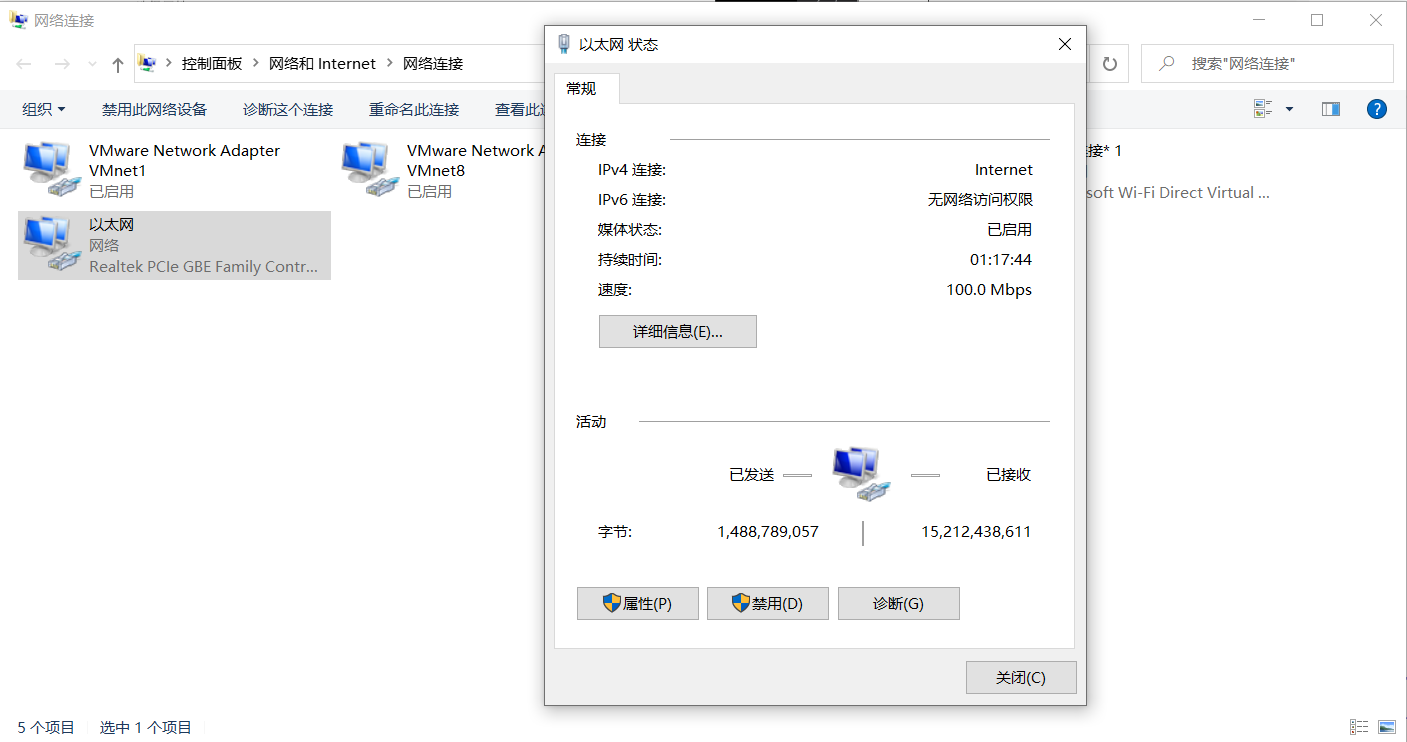 网络连接
控制面板 网络和 Internet 网络连接
搜索"网络连接"
组织 禁用此网络设备 诊断这个连接 重命名此连接 查看此
VMware Network Adapter
VMnet1
已启用
VMware Network A
VMnet8
已启用
接* 1
soft Wi-Fi Direct Virtual ...
以太网
网络
Realtek PCIe GBE Family Contr...
以太网 状态
常规
连接
IPv4 连接: Internet
IPv6 连接: 无网络访问权限
媒体状态: 已启用
持续时间: 01:17:44
速度: 100.0 Mbps
详细信息(E)...
活动
已发送 已接收
字节: 1,488,789,057 15,212,438,611
属性(P) 禁用(D) 诊断(G)
关闭(C)
5 个项目 选中 1 个项目